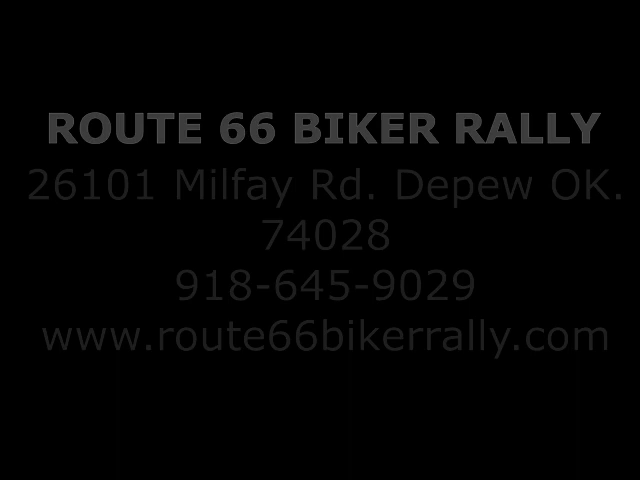 ROUTE 66 BIKER RALLY
26101 Milfay Rd. Depew OK.
74028
918-645-9029
www.route66bikerrally.com